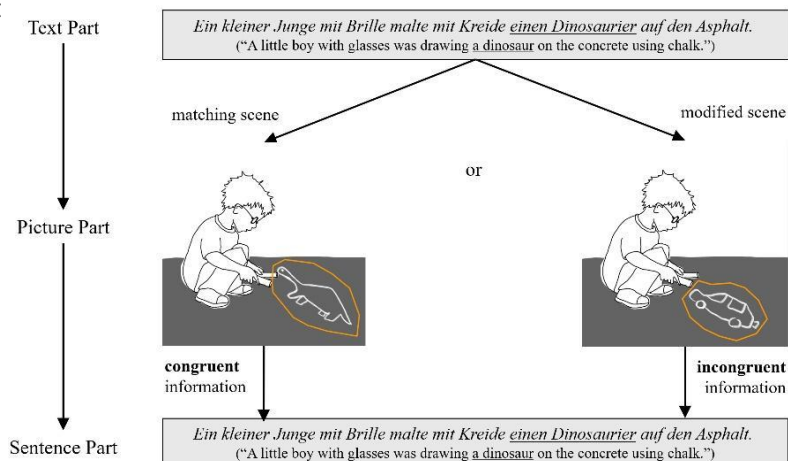 Text Part
Ein kleiner Junge mit Brille malte mit Kreide einen Dinosaurier auf den Asphalt.
("A little boy with glasses was drawing a dinosaur on the concrete using chalk.")
matching scene
modified scene
or
Picture Part
congruent
information
incongruent
information
Sentence Part
Ein kleiner Junge mit Brille malte mit Kreide einen Dinosaurier auf den Asphalt.
("A little boy with glasses was drawing a dinosaur on the concrete using chalk.")